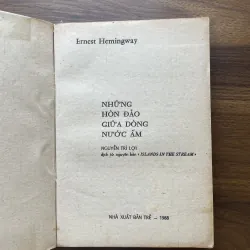 Ernest Hemingway
NHỮNG
HÒN ĐẢO
GIỮA DÒNG
NƯỚC ẤM
NGUYỄN TRÍ LỢI
dịch từ nguyên bản « ISLANDS IN THE STREAM »
NHÀ XUẤT BẢN TRẺ — 1988